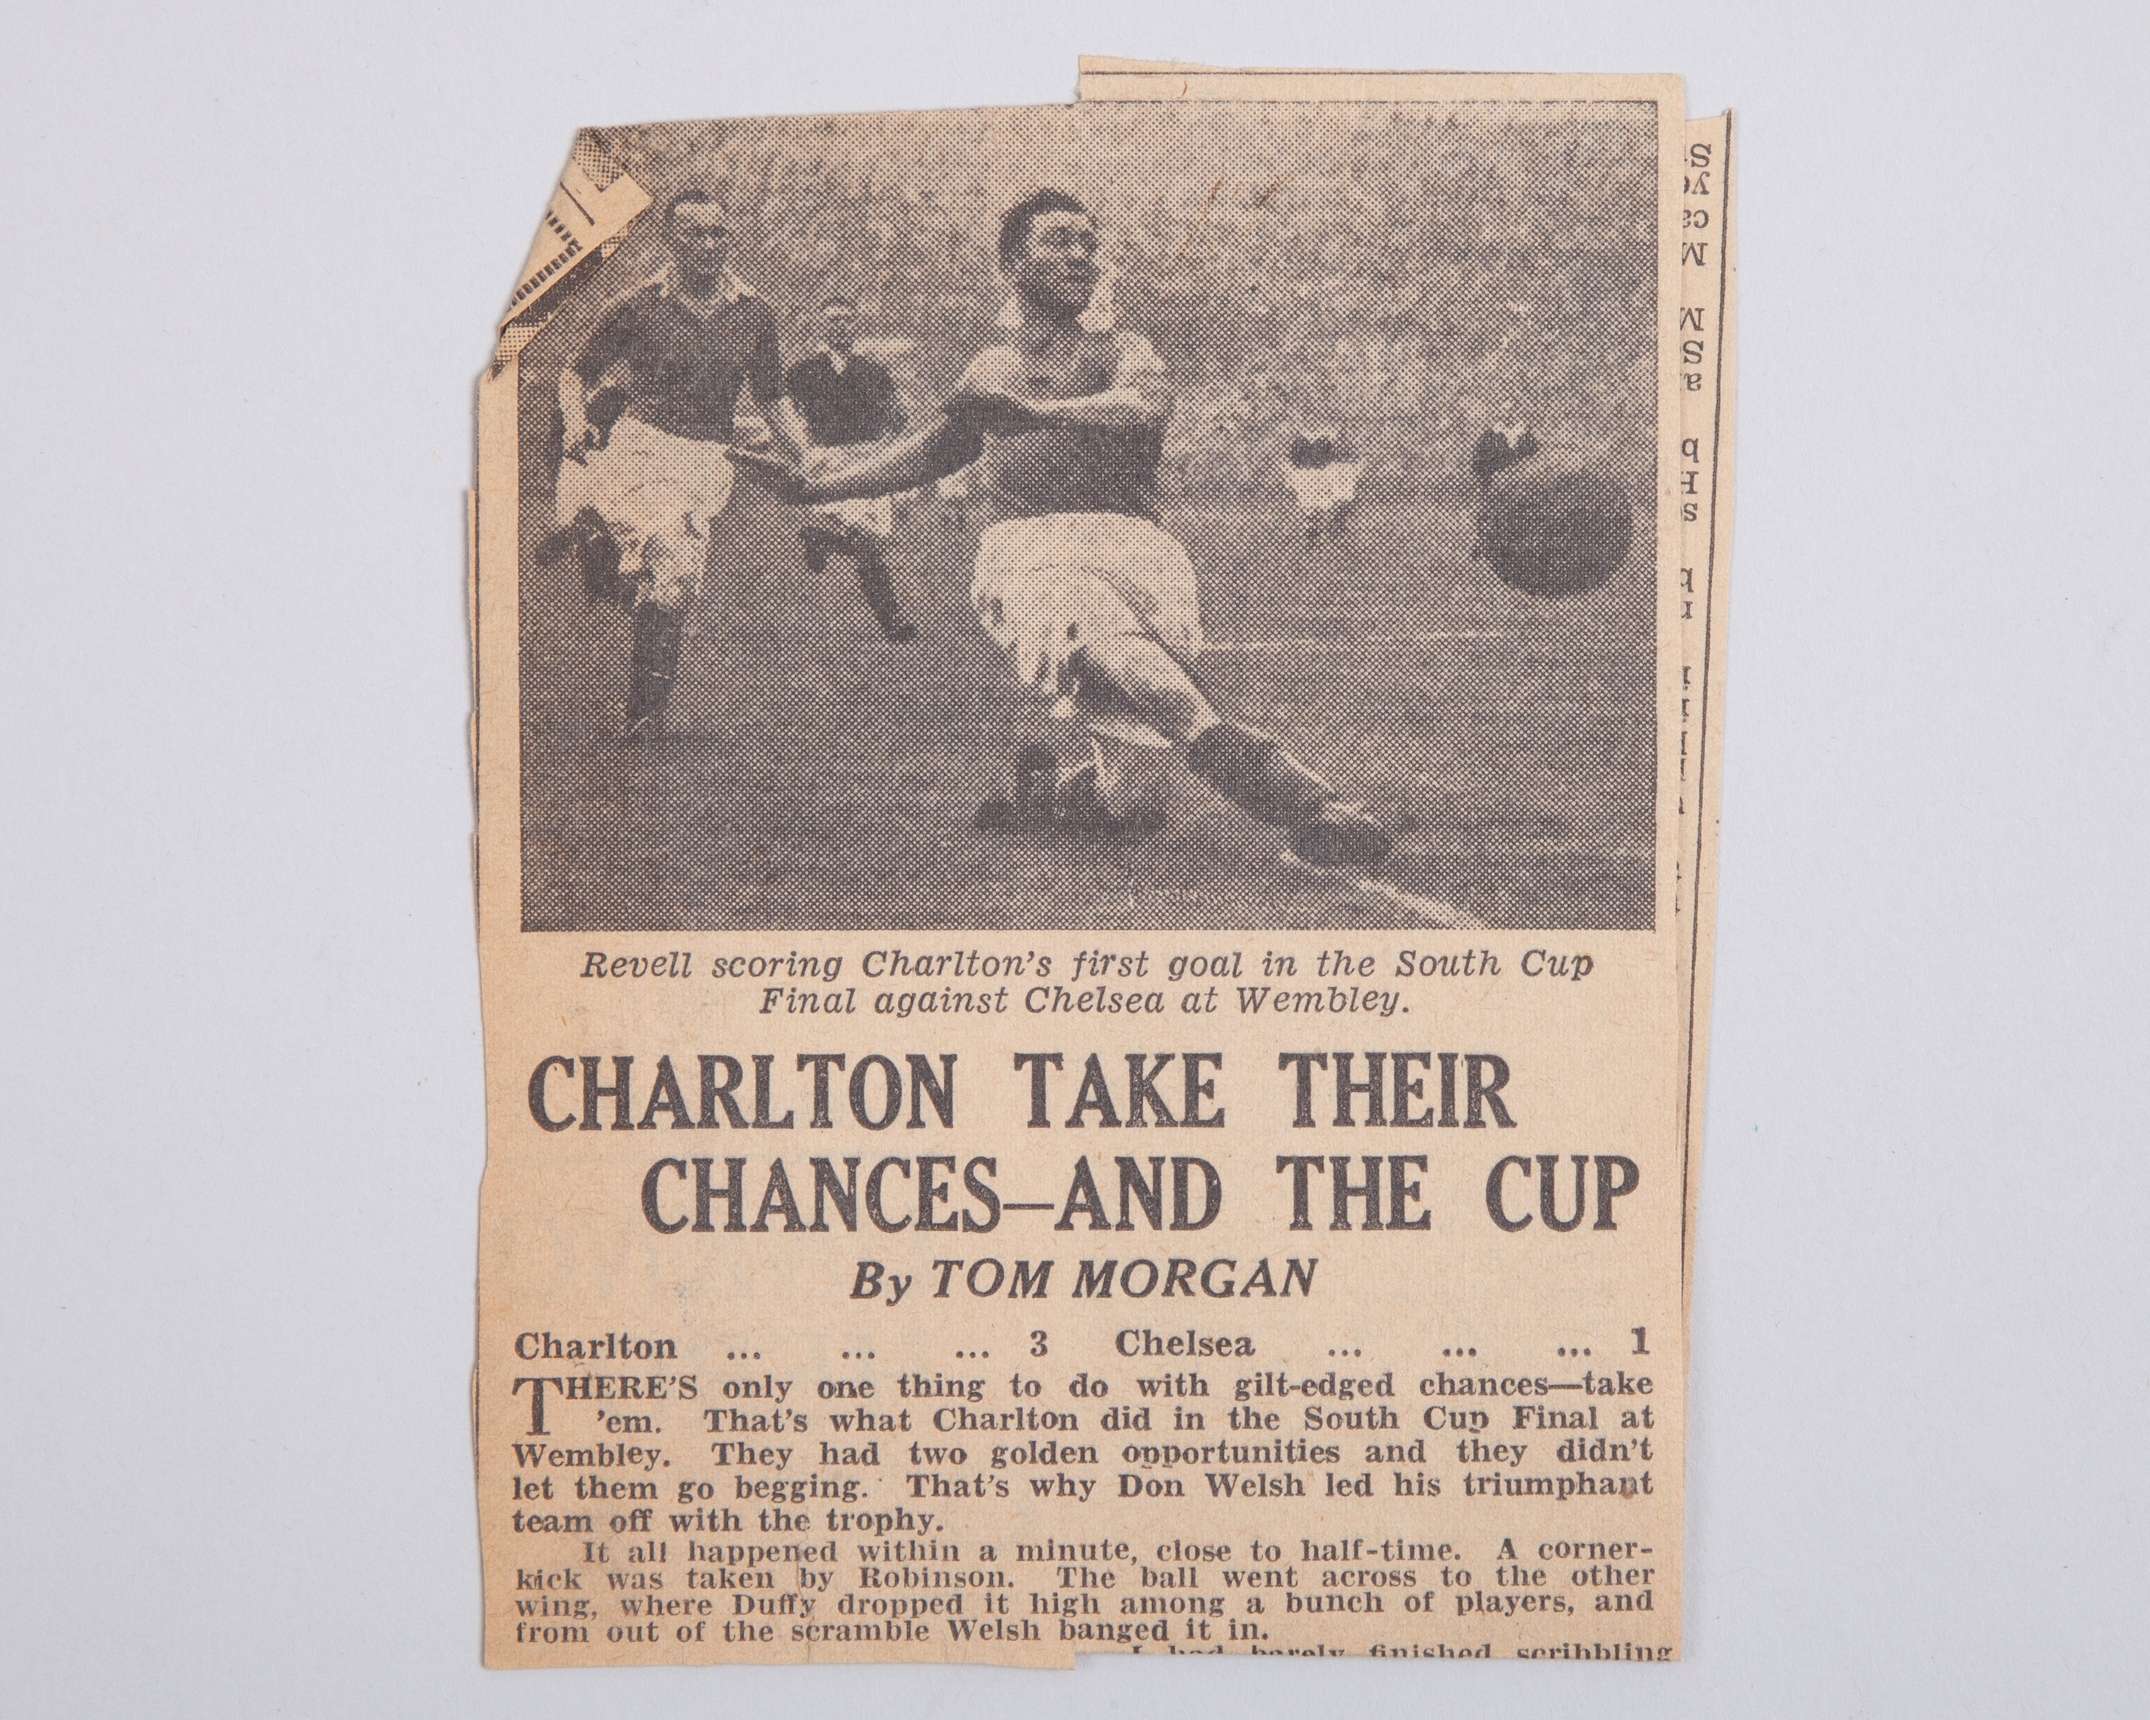 Revell scoring Charlton's first goal in the South Cup
Final against Chelsea at Wembley.
CHARLTON TAKE THEIR
CHANCES—AND THE CUP
By TOM MORGAN
Charlton ... ... ... 3 Chelsea ... ... ... 1
THERE'S only one thing to do with gilt-edged chances—take
'em. That's what Charlton did in the South Cup Final at
Wembley. They had two golden opportunities and they didn't
let them go begging. That's why Don Welsh led his triumphant
team off with the trophy.
It all happened within a minute, close to half-time. A corner-
kick was taken by Robinson. The ball went across to the other
wing, where Duffy dropped it high among a bunch of players, and
from out of the scramble Welsh banged it in.
I had barely finished scribbling